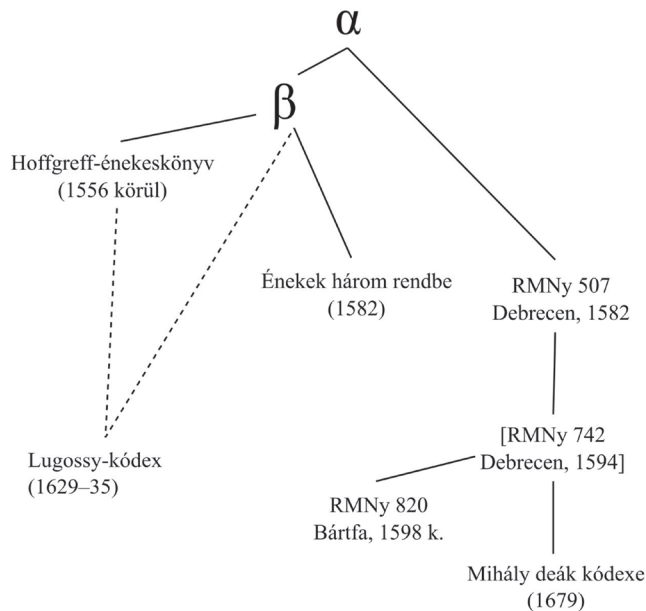 α
β
Hoffgreff-énekeskönyv
(1556 körül)
Énekek három rendbe
(1582)
RMNy 507
Debrecen, 1582
Lugossy-kódex
(1629–35)
[RMNy 742
Debrecen, 1594]
RMNy 820
Bártfa, 1598 k.
Mihály deák kódexe
(1679)